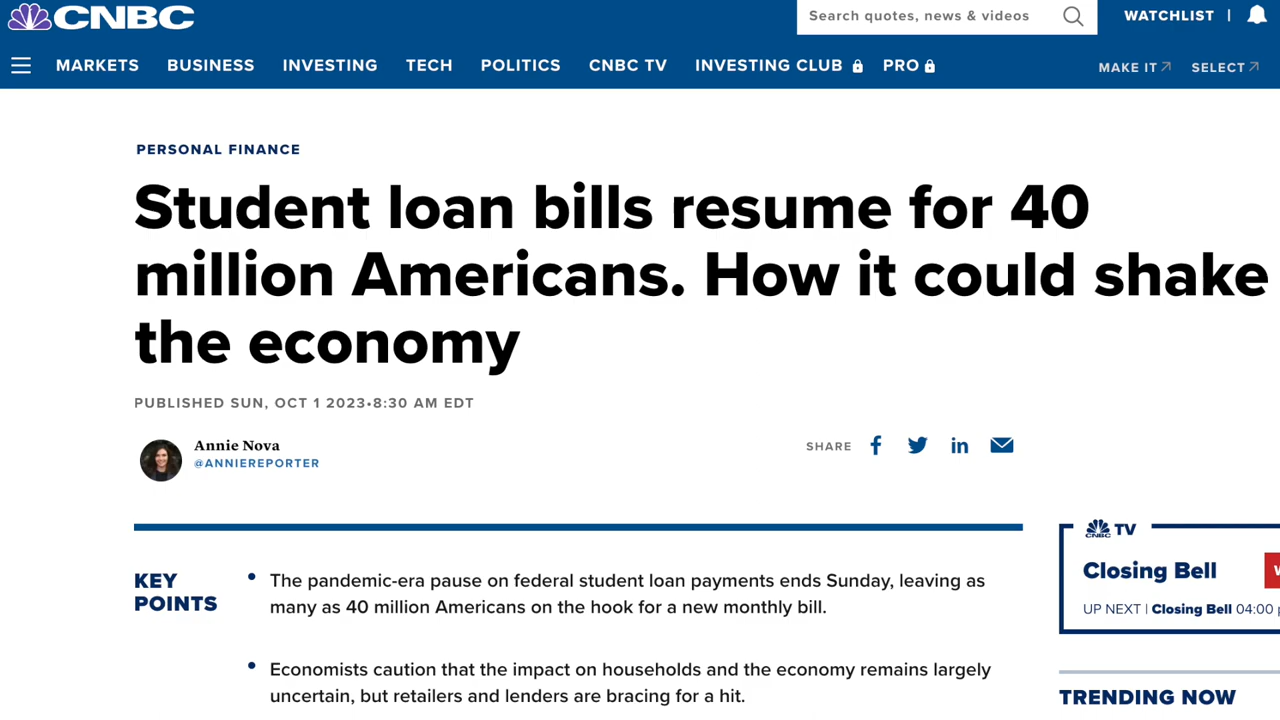 CNBC
Search quotes, news & videos
WATCHLIST |
MARKETS BUSINESS INVESTING TECH POLITICS CNBC TV INVESTING CLUB PRO
MAKE IT SELECT
PERSONAL FINANCE
Student loan bills resume for 40
million Americans. How it could shake
the economy
PUBLISHED SUN, OCT 1 2023•8:30 AM EDT
Annie Nova
@ANNIEREPORTER
SHARE
KEY
POINTS
• The pandemic-era pause on federal student loan payments ends Sunday, leaving as
many as 40 million Americans on the hook for a new monthly bill.
• Economists caution that the impact on households and the economy remains largely
uncertain, but retailers and lenders are bracing for a hit.
CNBC TV
Closing Bell
UP NEXT | Closing Bell 04:00
TRENDING NOW